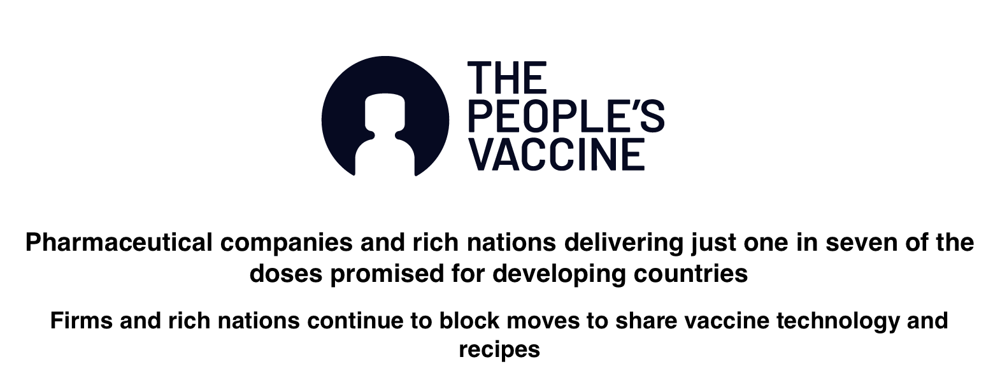 THE
PEOPLE'S
VACCINE
Pharmaceutical companies and rich nations delivering just one in seven of the
doses promised for developing countries
Firms and rich nations continue to block moves to share vaccine technology and
recipes